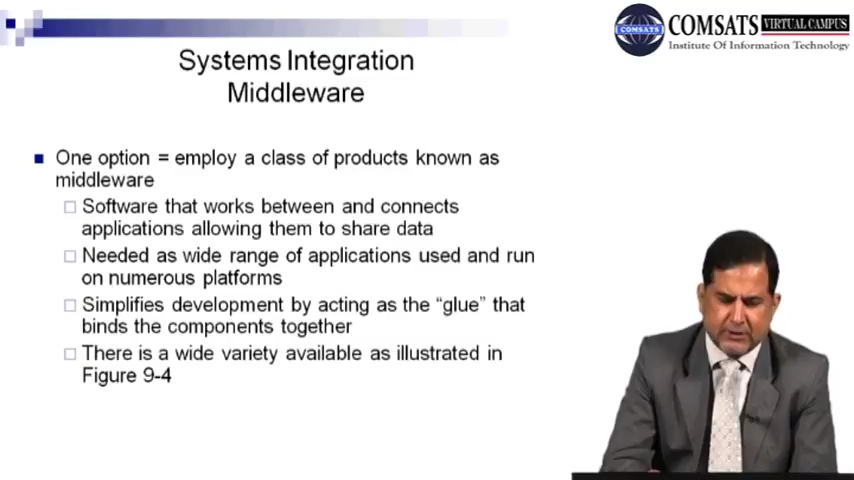 COMSATS VIRTUAL CAMPUS
COMSATS
Institute Of Information Technology
Systems Integration
Middleware
One option = employ a class of products known as
middleware
Software that works between and connects
applications allowing them to share data
Needed as wide range of applications used and run
on numerous platforms
Simplifies development by acting as the “glue” that
binds the components together
There is a wide variety available as illustrated in
Figure 9-4